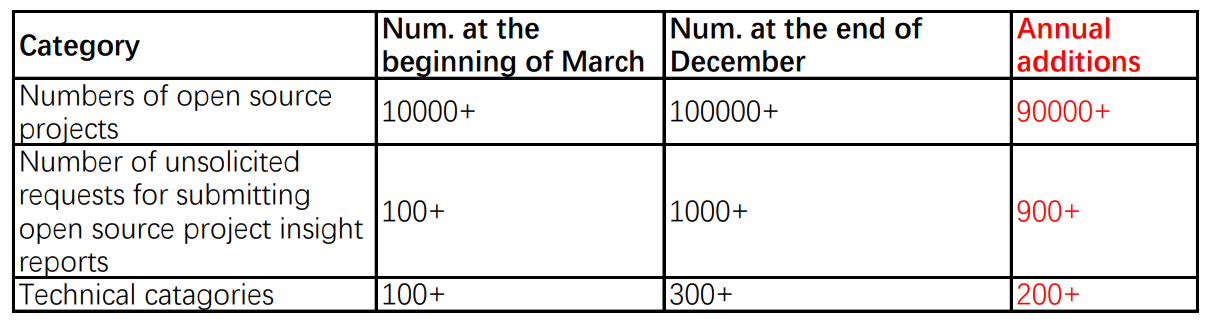 Category
Num. at the
beginning of March
Num. at the end of
December
Annual
additions
Numbers of open source
projects
10000+
100000+
90000+
Number of unsolicited
requests for submitting
open source project insight
reports
100+
1000+
900+
Technical catagories
100+
300+
200+